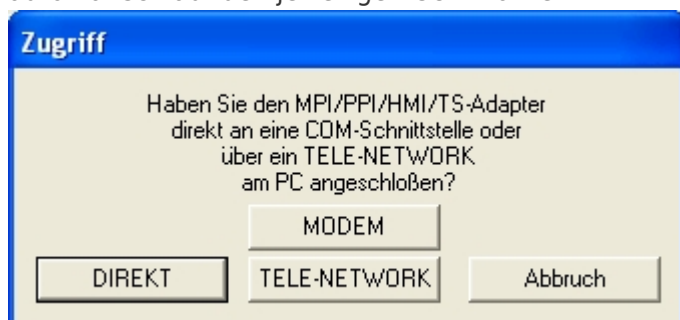 Zugriff
Haben Sie den MPI/PPI/HMI/TS-Adapter
direkt an eine COM-Schnittstelle oder
über ein TELE-NETWORK
am PC angeschloßen?
MODEM
DIREKT TELE-NETWORK Abbruch